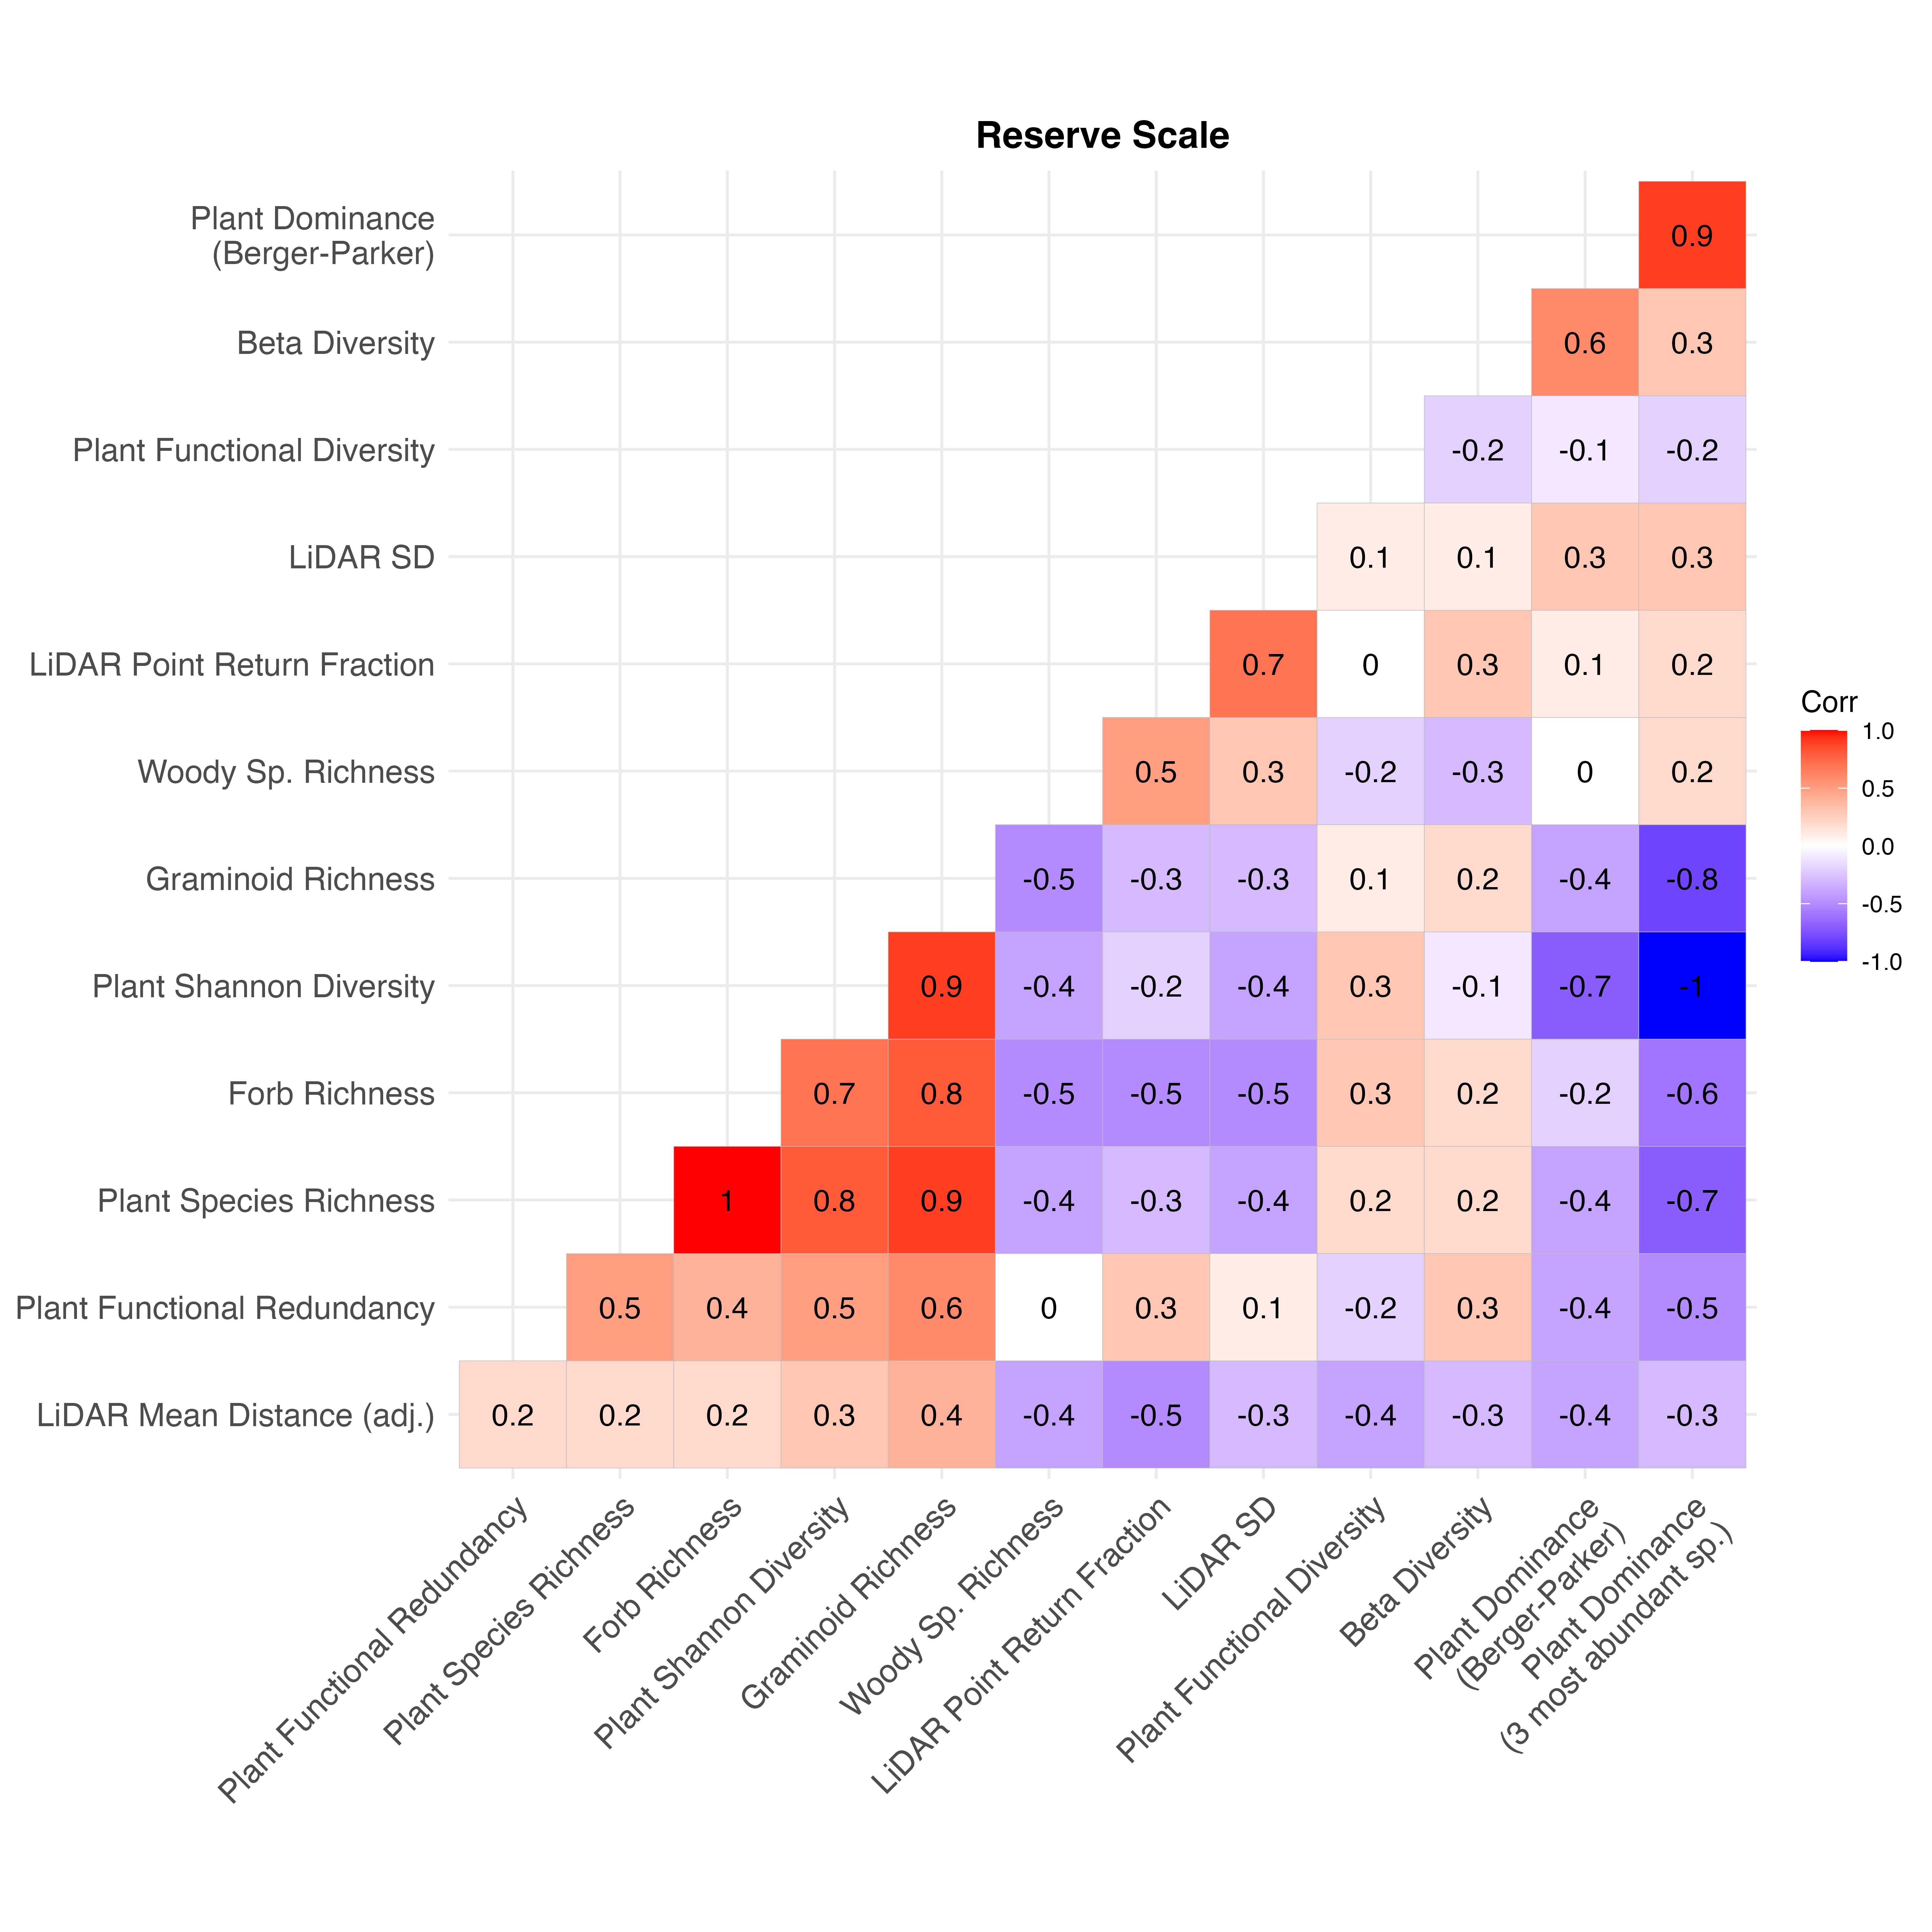 Reserve Scale
Plant Dominance
(Berger-Parker)
0.9
Beta Diversity
0.6 0.3
Plant Functional Diversity
-0.2 -0.1 -0.2
LiDAR SD
0.1 0.1 0.3 0.3
LiDAR Point Return Fraction
0.7 0 0.3 0.1 0.2
Woody Sp. Richness
0.5 0.3 -0.2 -0.3 0 0.2
Graminoid Richness
-0.5 -0.3 -0.3 0.1 0.2 -0.4 -0.8
Plant Shannon Diversity
0.9 -0.4 -0.2 -0.4 0.3 -0.1 -0.7 -1
Forb Richness
0.7 0.8 -0.5 -0.5 -0.5 0.3 0.2 -0.2 -0.6
Plant Species Richness
1 0.8 0.9 -0.4 -0.3 -0.4 0.2 0.2 -0.4 -0.7
Plant Functional Redundancy
0.5 0.4 0.5 0.6 0 0.3 0.1 -0.2 0.3 -0.4 -0.5
LiDAR Mean Distance (adj.)
0.2 0.2 0.2 0.3 0.4 -0.4 -0.5 -0.3 -0.4 -0.3 -0.4 -0.3
Plant Functional Redundancy
Plant Species Richness
Forb Richness
Plant Shannon Diversity
Graminoid Richness
Woody Sp. Richness
LiDAR Point Return Fraction
LiDAR SD
Plant Functional Diversity
Beta Diversity
Plant Dominance
(Berger-Parker)
Plant Dominance
(3 most abundant sp.)
Corr
1.0
0.5
0.0
-0.5
-1.0